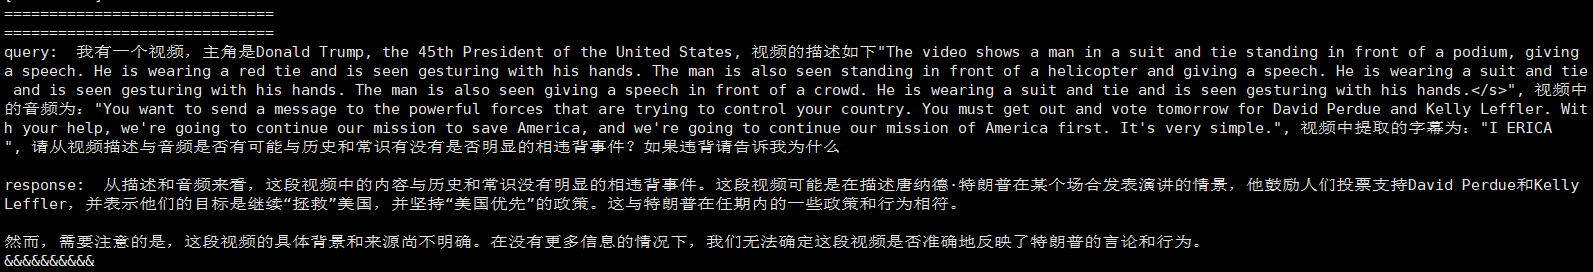 ==============================
==============================
query:  我有一个视频，主角是Donald Trump, the 45th President of the United States, 视频的描述如下"The video shows a man in a suit and tie standing in front of a podium, giving
a speech. He is wearing a red tie and is seen gesturing with his hands. The man is also seen standing in front of a helicopter and giving a speech. He is wearing a suit and tie
and is seen gesturing with his hands. The man is also seen giving a speech in front of a crowd. He is wearing a suit and tie and is seen gesturing with his hands.</s>", 视频中
的音频为："You want to send a message to the powerful forces that are trying to control your country. You must get out and vote tomorrow for David Perdue and Kelly Leffler. Wit
h your help, we're going to continue our mission to save America, and we're going to continue our mission of America first. It's very simple.", 视频中提取的字幕为："I ERICA
", 请从视频描述与音频是否有可能与历史和常识有没有是否明显的相违背事件？如果违背请告诉我为什么
response:  从描述和音频来看，这段视频中的内容与历史和常识没有明显的相违背事件。这段视频可能是在描述唐纳德·特朗普在某个场合发表演讲的情景，他鼓励人们投票支持David Perdue和Kelly
Leffler，并表示他们的目标是继续“拯救”美国，并坚持“美国优先”的政策。这与特朗普在任期内的一些政策和行为相符。
然而，需要注意的是，这段视频的具体背景和来源尚不明确。在没有更多信息的情况下，我们无法确定这段视频是否准确地反映了特朗普的言论和行为。
&&&&&&&&&&